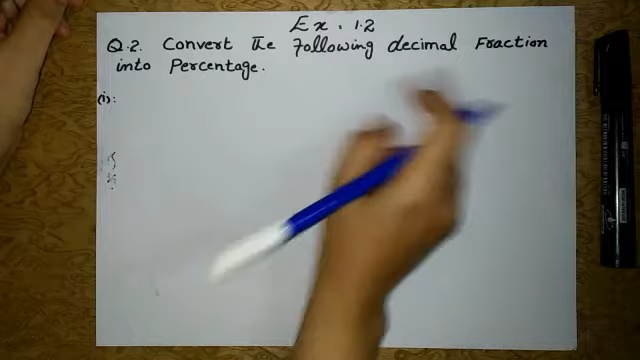 Ex. 1.2
Q.2. Convert the following decimal Fraction
into Percentage.
(i):